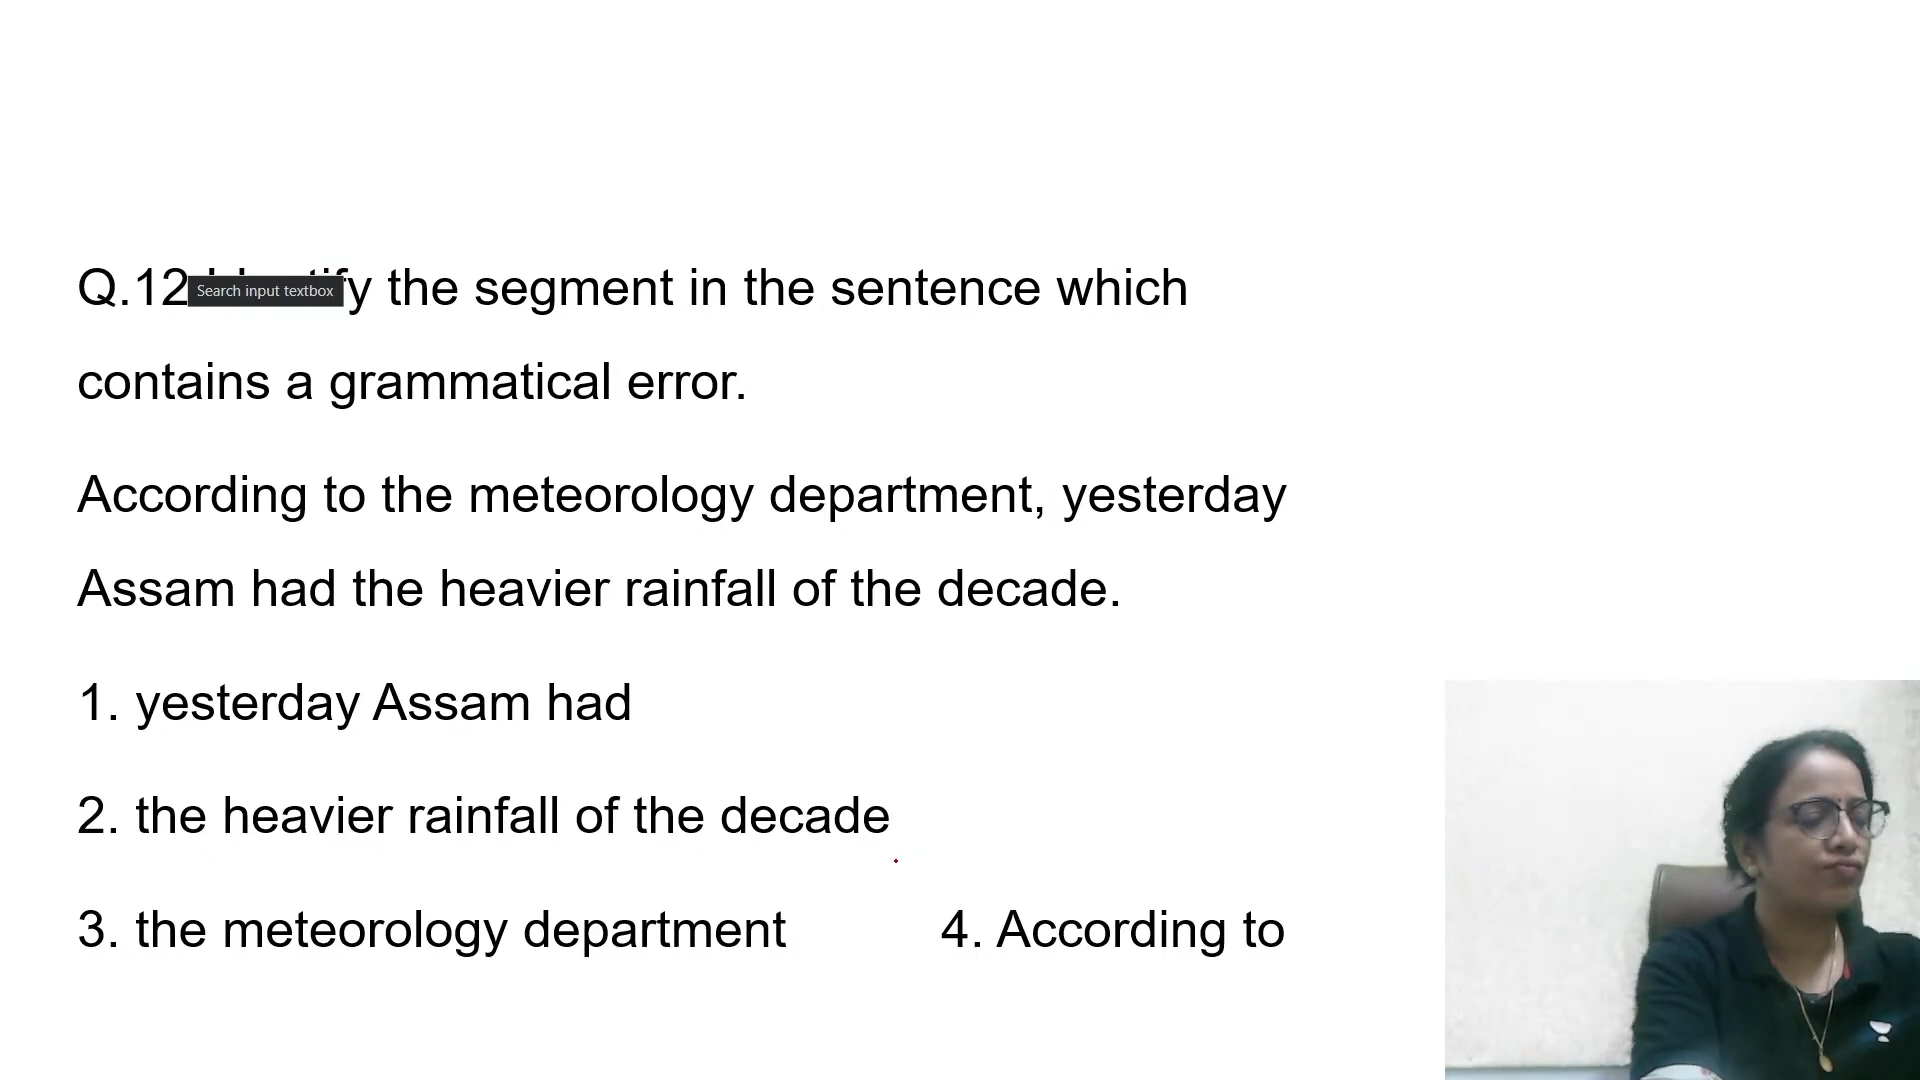 Q.12 the segment in the sentence which
Search input textbox
contains a grammatical error.
According to the meteorology department, yesterday
Assam had the heavier rainfall of the decade.
1. yesterday Assam had
2. the heavier rainfall of the decade
3. the meteorology department 4. According to